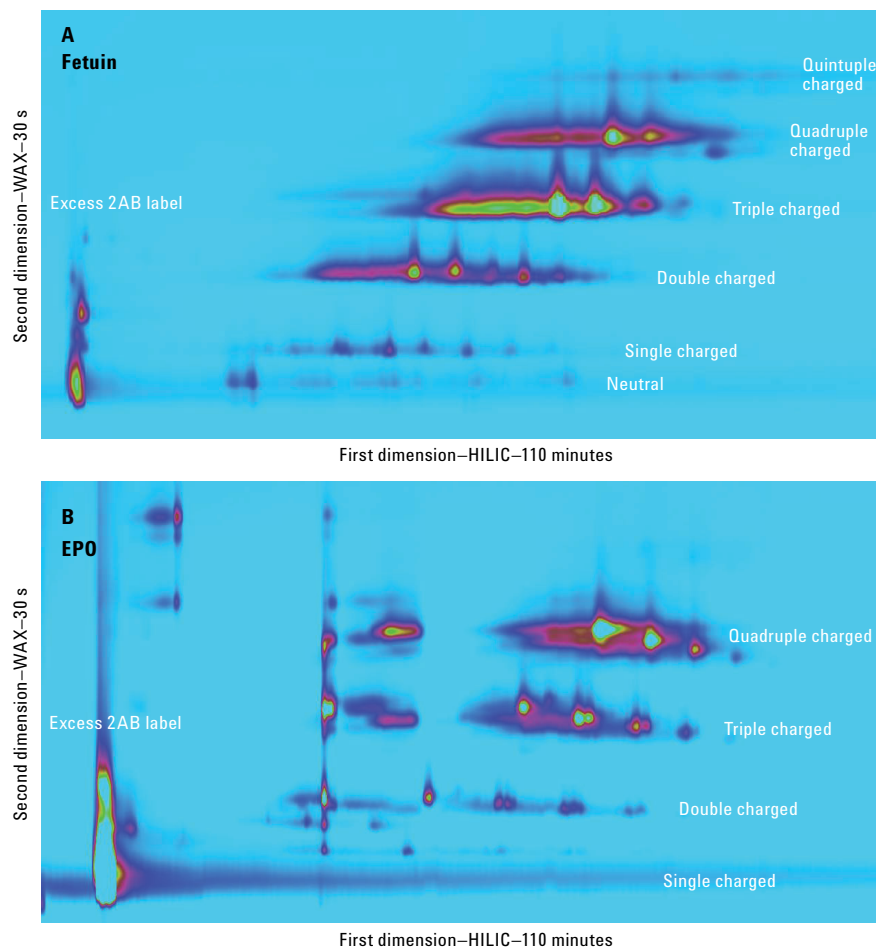 A
Fetuin
Quintuple
charged
Quadruple
charged
Excess 2AB label
Triple charged
Double charged
Single charged
Neutral
Second dimension–WAX–30 s
First dimension–HILIC–110 minutes
B
EPO
Quadruple charged
Excess 2AB label
Triple charged
Double charged
Single charged
Second dimension–WAX–30 s
First dimension–HILIC–110 minutes